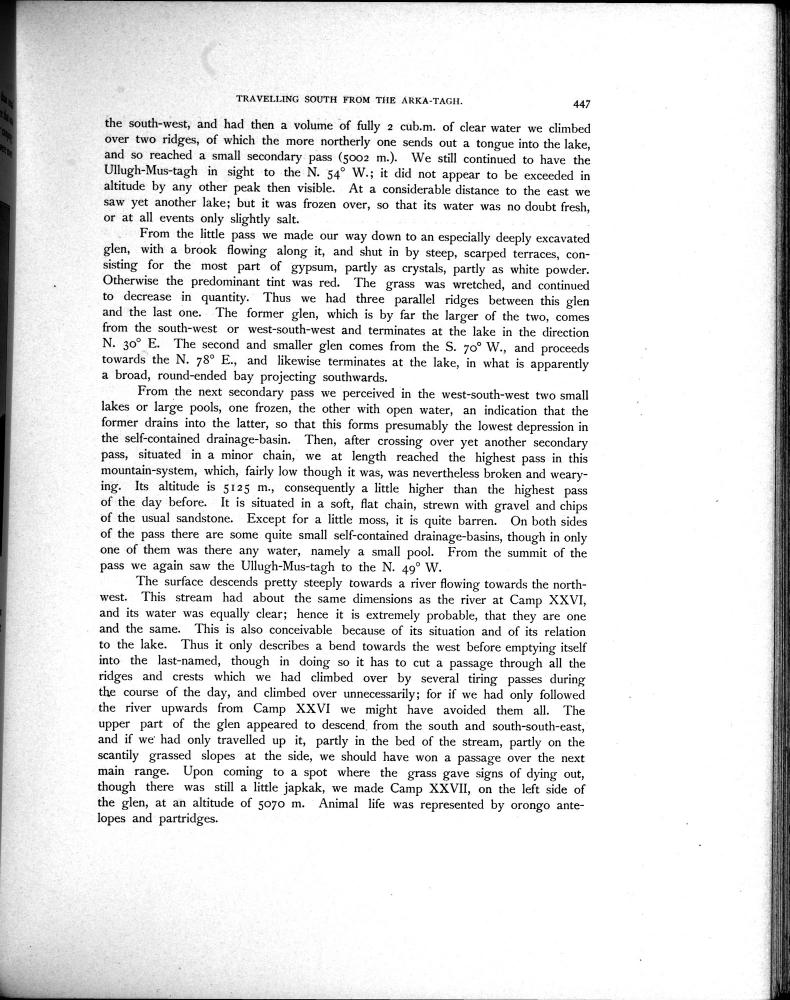 TRAVELLING SOUTH FROM THE ARKA-TAGH. 447
the south-west, and had then a volume of fully 2 cub.m. of clear water we climbed
over two ridges, of which the more northerly one sends out a tongue into the lake,
and so reached a small secondary pass (5002 m.). We still continued to have the
Ullugh-Mus-tagh in sight to the N. 54° W.; it did not appear to be exceeded in
altitude by any other peak then visible. At a considerable distance to the east we
saw yet another lake; but it was frozen over, so that its water was no doubt fresh,
or at all events only slightly salt.
From the little pass we made our way down to an especially deeply excavated
glen, with a brook flowing along it, and shut in by steep, scarped terraces, con-
sisting for the most part of gypsum, partly as crystals, partly as white powder.
Otherwise the predominant tint was red. The grass was wretched, and continued
to decrease in quantity. Thus we had three parallel ridges between this glen
and the last one. The former glen, which is by far the larger of the two, comes
from the south-west or west-south-west and terminates at the lake in the direction
N. 30° E. The second and smaller glen comes from the S. 70° W., and proceeds
towards the N. 78° E., and likewise terminates at the lake, in what is apparently
a broad, round-ended bay projecting southwards.
From the next secondary pass we perceived in the west-south-west two small
lakes or large pools, one frozen, the other with open water, an indication that the
former drains into the latter, so that this forms presumably the lowest depression in
the self-contained drainage-basin. Then, after crossing over yet another secondary
pass, situated in a minor chain, we at length reached the highest pass in this
mountain-system, which, fairly low though it was, was nevertheless broken and weary-
ing. Its altitude is 5125 m., consequently a little higher than the highest pass
of the day before. It is situated in a soft, flat chain, strewn with gravel and chips
of the usual sandstone. Except for a little moss, it is quite barren. On both sides
of the pass there are some quite small self-contained drainage-basins, though in only
one of them was there any water, namely a small pool. From the summit of the
pass we again saw the Ullugh-Mus-tagh to the N. 49° W.
The surface descends pretty steeply towards a river flowing towards the north-
west. This stream had about the same dimensions as the river at Camp XXVI,
and its water was equally clear; hence it is extremely probable, that they are one
and the same. This is also conceivable because of its situation and of its relation
to the lake. Thus it only describes a bend towards the west before emptying itself
into the last-named, though in doing so it has to cut a passage through all the
ridges and crests which we had climbed over by several tiring passes during
the course of the day, and climbed over unnecessarily; for if we had only followed
the river upwards from Camp XXVI we might have avoided them all. The
upper part of the glen appeared to descend from the south and south-south-east,
and if we had only travelled up it, partly in the bed of the stream, partly on the
scantily grassed slopes at the side, we should have won a passage over the next
main range. Upon coming to a spot where the grass gave signs of dying out,
though there was still a little japkak, we made Camp XXVII, on the left side of
the glen, at an altitude of 5070 m. Animal life was represented by orongo ante-
lopes and partridges.